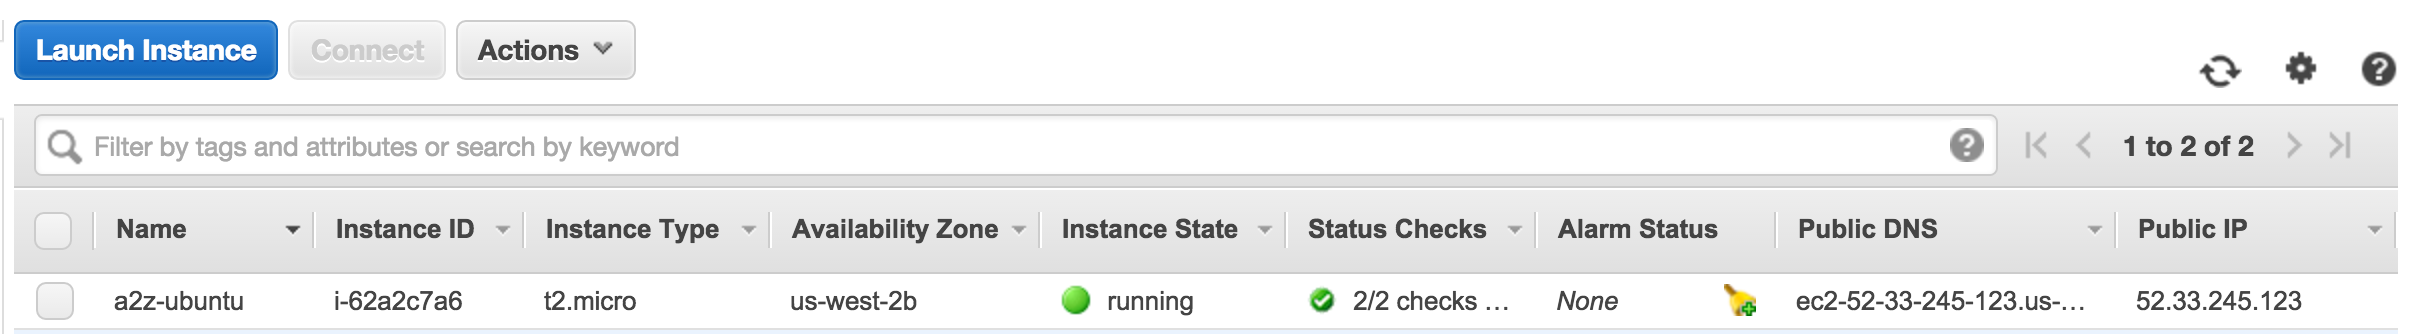 Launch Instance Connect Actions
Filter by tags and attributes or search by keyword 1 to 2 of 2
Name Instance ID Instance Type Availability Zone Instance State Status Checks Alarm Status Public DNS Public IP
a2z-ubuntu i-62a2c7a6 t2.micro us-west-2b running 2/2 checks ... None ec2-52-33-245-123.us-... 52.33.245.123